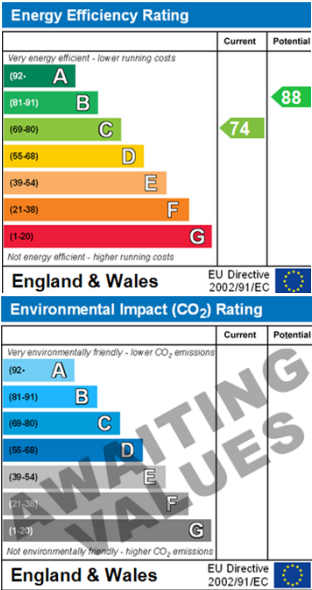 Energy Efficiency Rating
Current Potential
Very energy efficient - lower running costs
(92- A
(81-91) B
88
(69-80) C
74
(55-68) D
(39-54) E
(21-38) F
(1-20) G
Not energy efficient - higher running costs
England & Wales
EU Directive
2002/91/EC
Environmental Impact (CO2) Rating
Current Potential
Very environmentally friendly - lower CO2 emissions
(92- A
(81-91) B
(69-80) C
(55-68) D
(39-54) E
(21-38) F
(1-20) G
AWAITING
VALUES
Not environmentally friendly - higher CO2 emissions
England & Wales
EU Directive
2002/91/EC